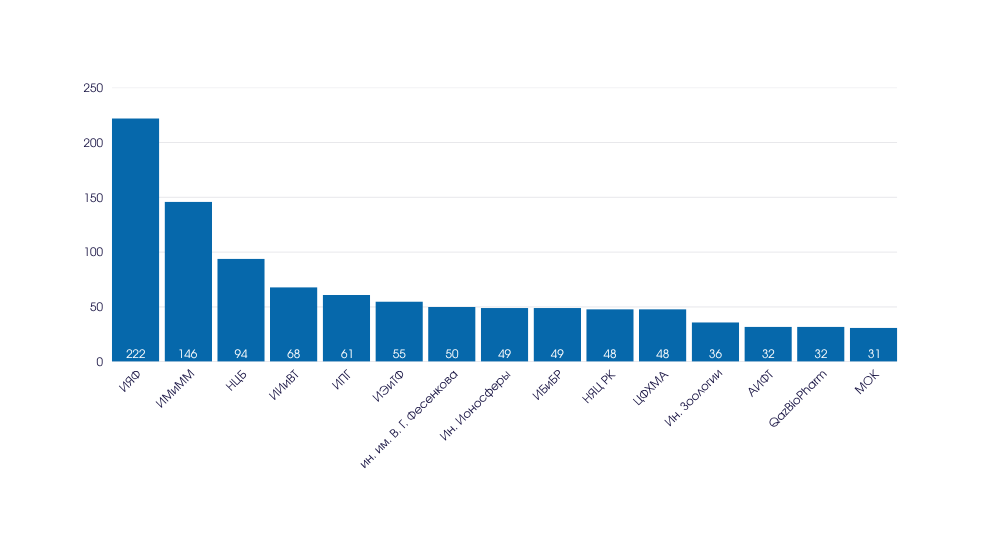 250
200
150
100
50
0
222 146 94 68 61 55 50 49 49 48 48 36 32 32 31
ИЯФ
ИМиММ
НЦБ
ИИиВТ
ИПГ
ИЭиТФ
ин. им. В. Г. Фесенкова
Ин. Ионосферы
ИБиБР
НЯЦ РК
ЦФХМА
Ин. Зоологии
АИФТ
QazBioPharm
МОК